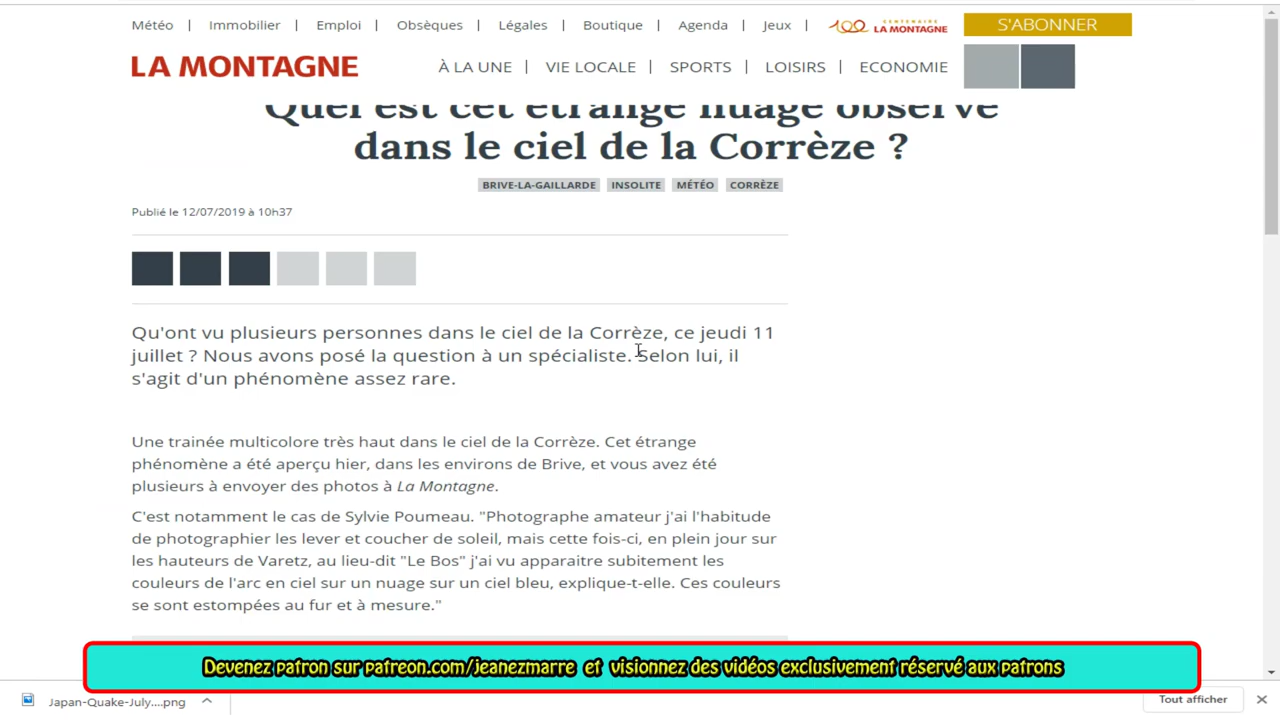 Météo | Immobilier | Emploi | Obsèques | Légales | Boutique | Agenda | Jeux | 100 CENTENAIRE LA MONTAGNE S'ABONNER
LA MONTAGNE À LA UNE | VIE LOCALE | SPORTS | LOISIRS | ECONOMIE
Quel est cet étrange nuage observé
dans le ciel de la Corrèze ?
BRIVE-LA-GAILLARDE INSOLITE MÉTÉO CORRÈZE
Publié le 12/07/2019 à 10h37
Qu'ont vu plusieurs personnes dans le ciel de la Corrèze, ce jeudi 11
juillet ? Nous avons posé la question à un spécialiste. Selon lui, il
s'agit d'un phénomène assez rare.
Une trainée multicolore très haut dans le ciel de la Corrèze. Cet étrange
phénomène a été aperçu hier, dans les environs de Brive, et vous avez été
plusieurs à envoyer des photos à La Montagne.
C'est notamment le cas de Sylvie Poumeau. "Photographe amateur j'ai l'habitude
de photographier les lever et coucher de soleil, mais cette fois-ci, en plein jour sur
les hauteurs de Varetz, au lieu-dit "Le Bos" j'ai vu apparaitre subitement les
couleurs de l'arc en ciel sur un nuage sur un ciel bleu, explique-t-elle. Ces couleurs
se sont estompées au fur et à mesure."
Devenez patron sur patreon.com/jeanezmarre et visionnez des vidéos exclusivement réservé aux patrons
Japan-Quake-July....png Tout afficher